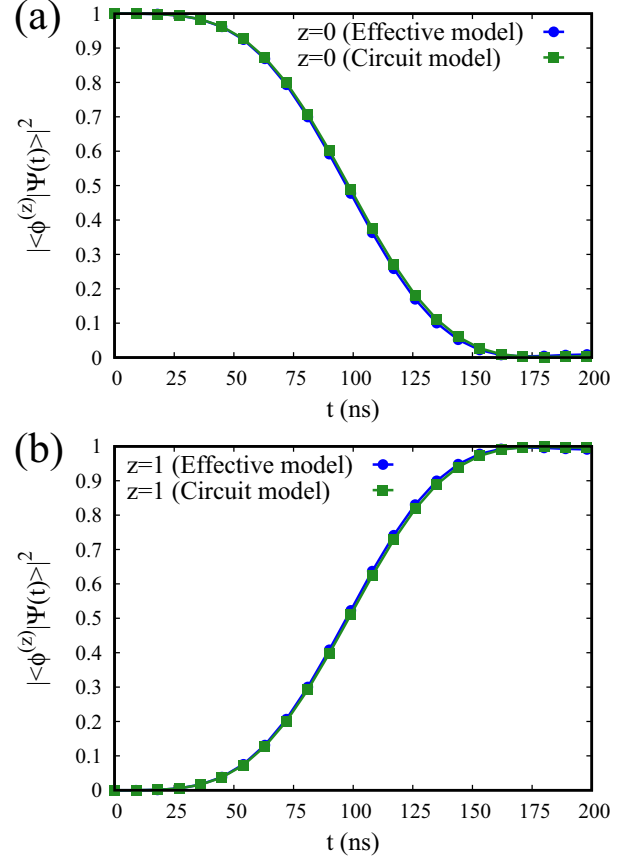 (a)
z=0 (Effective model)
z=0 (Circuit model)
1
0.9
0.8
0.7
0.6
0.5
0.4
0.3
0.2
0.1
0
|<ϕ(z)|Ψ(t)>|2
0 25 50 75 100 125 150 175 200
t (ns)
(b)
z=1 (Effective model)
z=1 (Circuit model)
1
0.9
0.8
0.7
0.6
0.5
0.4
0.3
0.2
0.1
0
|<ϕ(z)|Ψ(t)>|2
0 25 50 75 100 125 150 175 200
t (ns)